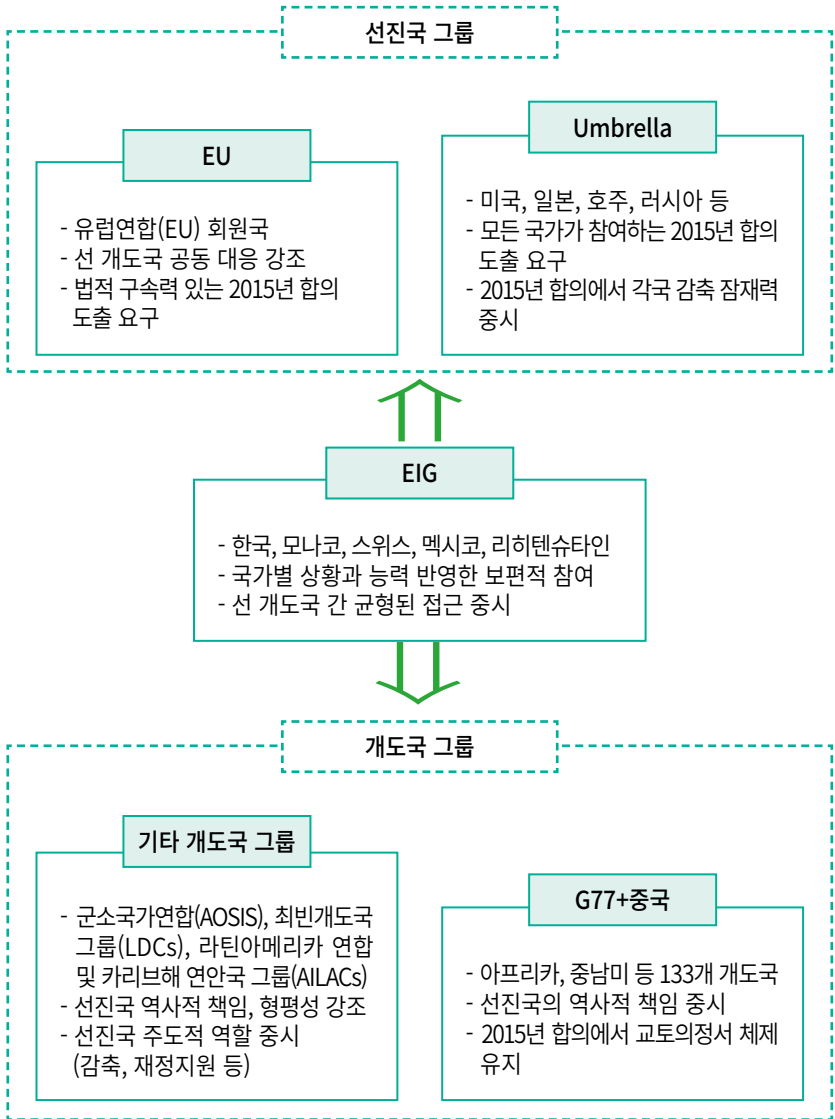 선진국 그룹
EU
- 유럽연합(EU) 회원국
- 선 개도국 공동 대응 강조
- 법적 구속력 있는 2015년 합의
도출 요구
Umbrella
- 미국, 일본, 호주, 러시아 등
- 모든 국가가 참여하는 2015년 합의
도출 요구
- 2015년 합의에서 각국 감축 잠재력
중시
EIG
- 한국, 모나코, 스위스, 멕시코, 리히텐슈타인
- 국가별 상황과 능력 반영한 보편적 참여
- 선 개도국 간 균형된 접근 중시
개도국 그룹
기타 개도국 그룹
- 군소국가연합(AOSIS), 최빈개도국
그룹(LDCs), 라틴아메리카 연합
및 카리브해 연안국 그룹(AILACs)
- 선진국 역사적 책임, 형평성 강조
- 선진국 주도적 역할 중시
(감축, 재정지원 등)
G77+중국
- 아프리카, 중남미 등 133개 개도국
- 선진국의 역사적 책임 중시
- 2015년 합의에서 교토의정서 체제
유지